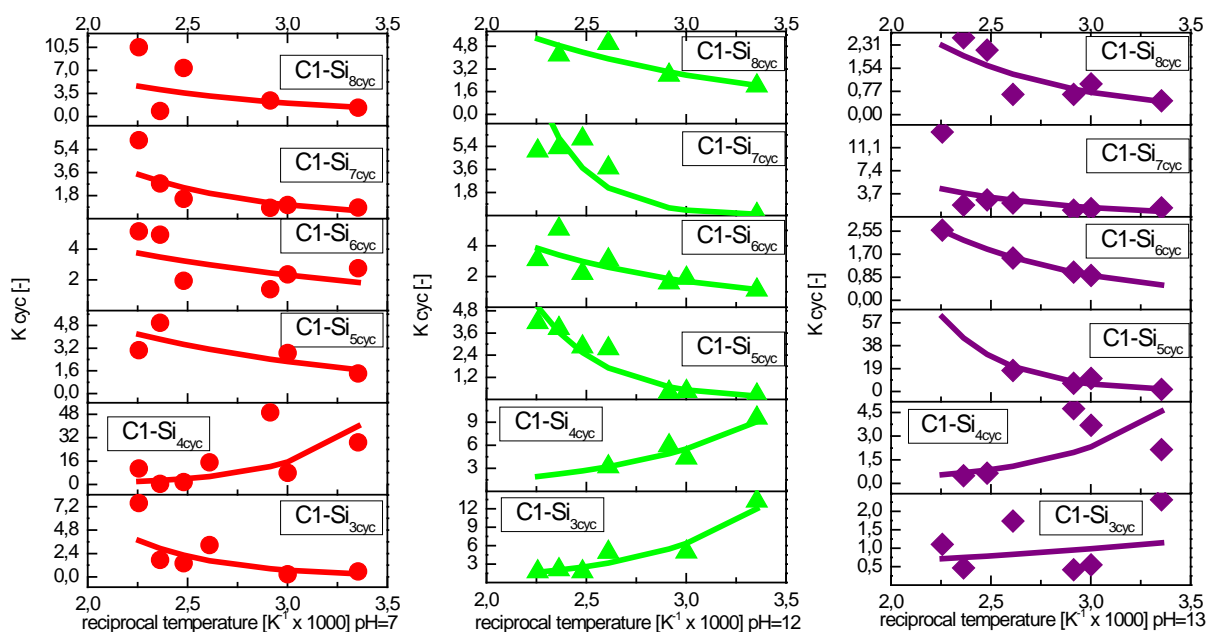 2,0 2,5 3,0 3,5
10,5
7,0
3,5
0,0
C1-Si8cyc
5,4
3,6
1,8
C1-Si7cyc
4
2
C1-Si6cyc
4,8
3,2
1,6
0,0
C1-Si5cyc
48
32
16
0
C1-Si4cyc
7,2
4,8
2,4
0,0
C1-Si3cyc
K cyc [-]
2,0 2,5 3,0 3,5
reciprocal temperature [K-1 x 1000] pH=7
2,0 2,5 3,0 3,5
4,8
3,2
1,6
0,0
C1-Si8cyc
5,4
3,6
1,8
C1-Si7cyc
4
2
C1-Si6cyc
4,8
3,6
2,4
1,2
C1-Si5cyc
9
6
3
C1-Si4cyc
12
9
6
3
C1-Si3cyc
K cyc [-]
2,0 2,5 3,0 3,5
reciprocal temperature [K-1 x 1000] pH=12
2,0 2,5 3,0 3,5
2,31
1,54
0,77
0,00
C1-Si8cyc
11,1
7,4
3,7
C1-Si7cyc
2,55
1,70
0,85
0,00
C1-Si6cyc
57
38
19
0
C1-Si5cyc
4,5
3,0
1,5
0,0
C1-Si4cyc
2,0
1,5
1,0
0,5
C1-Si3cyc
K cyc [-]
2,0 2,5 3,0 3,5
reciprocal temperature [K-1 x 1000] pH=13